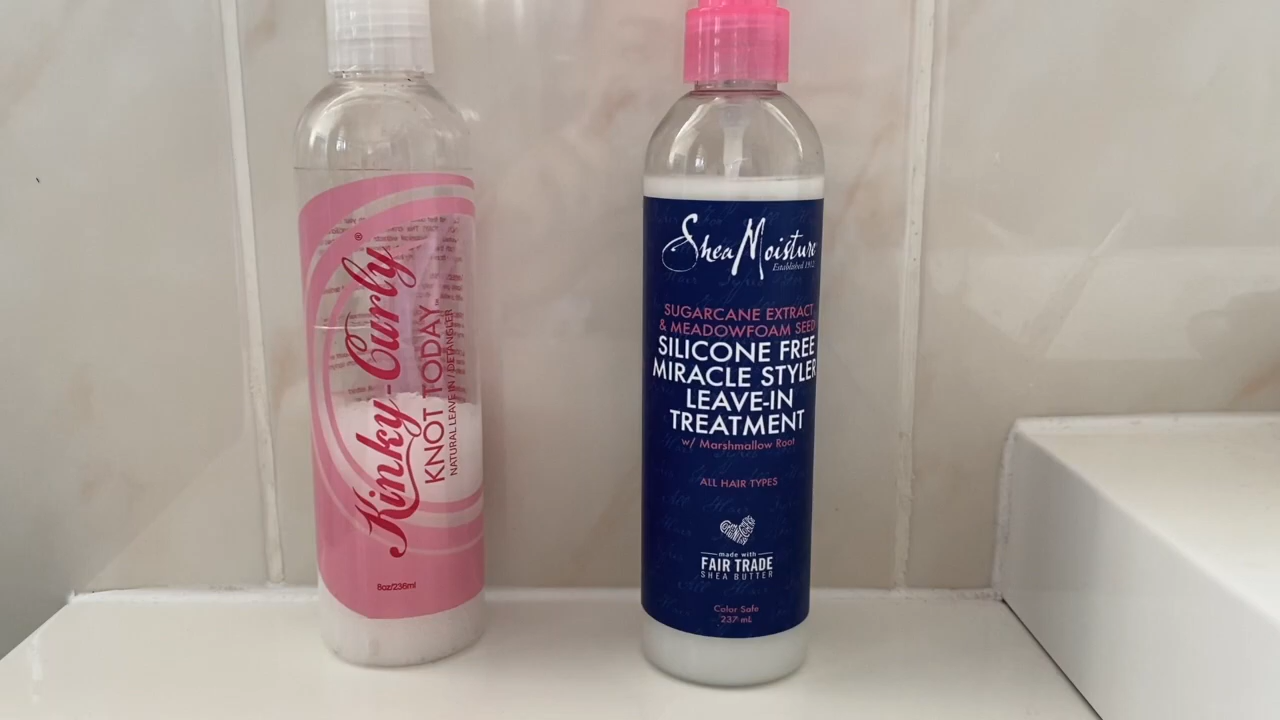 Kinky-Curly®
KNOT TODAY™
NATURAL LEAVE IN / DETANGLER
8oz/236ml
SheaMoisture
Established 1912
SUGARCANE EXTRACT
& MEADOWFOAM SEED
SILICONE FREE
MIRACLE STYLER
LEAVE-IN
TREATMENT
w/ Marshmallow Root
ALL HAIR TYPES
made with
FAIR TRADE
SHEA BUTTER
Color Safe
237 mL